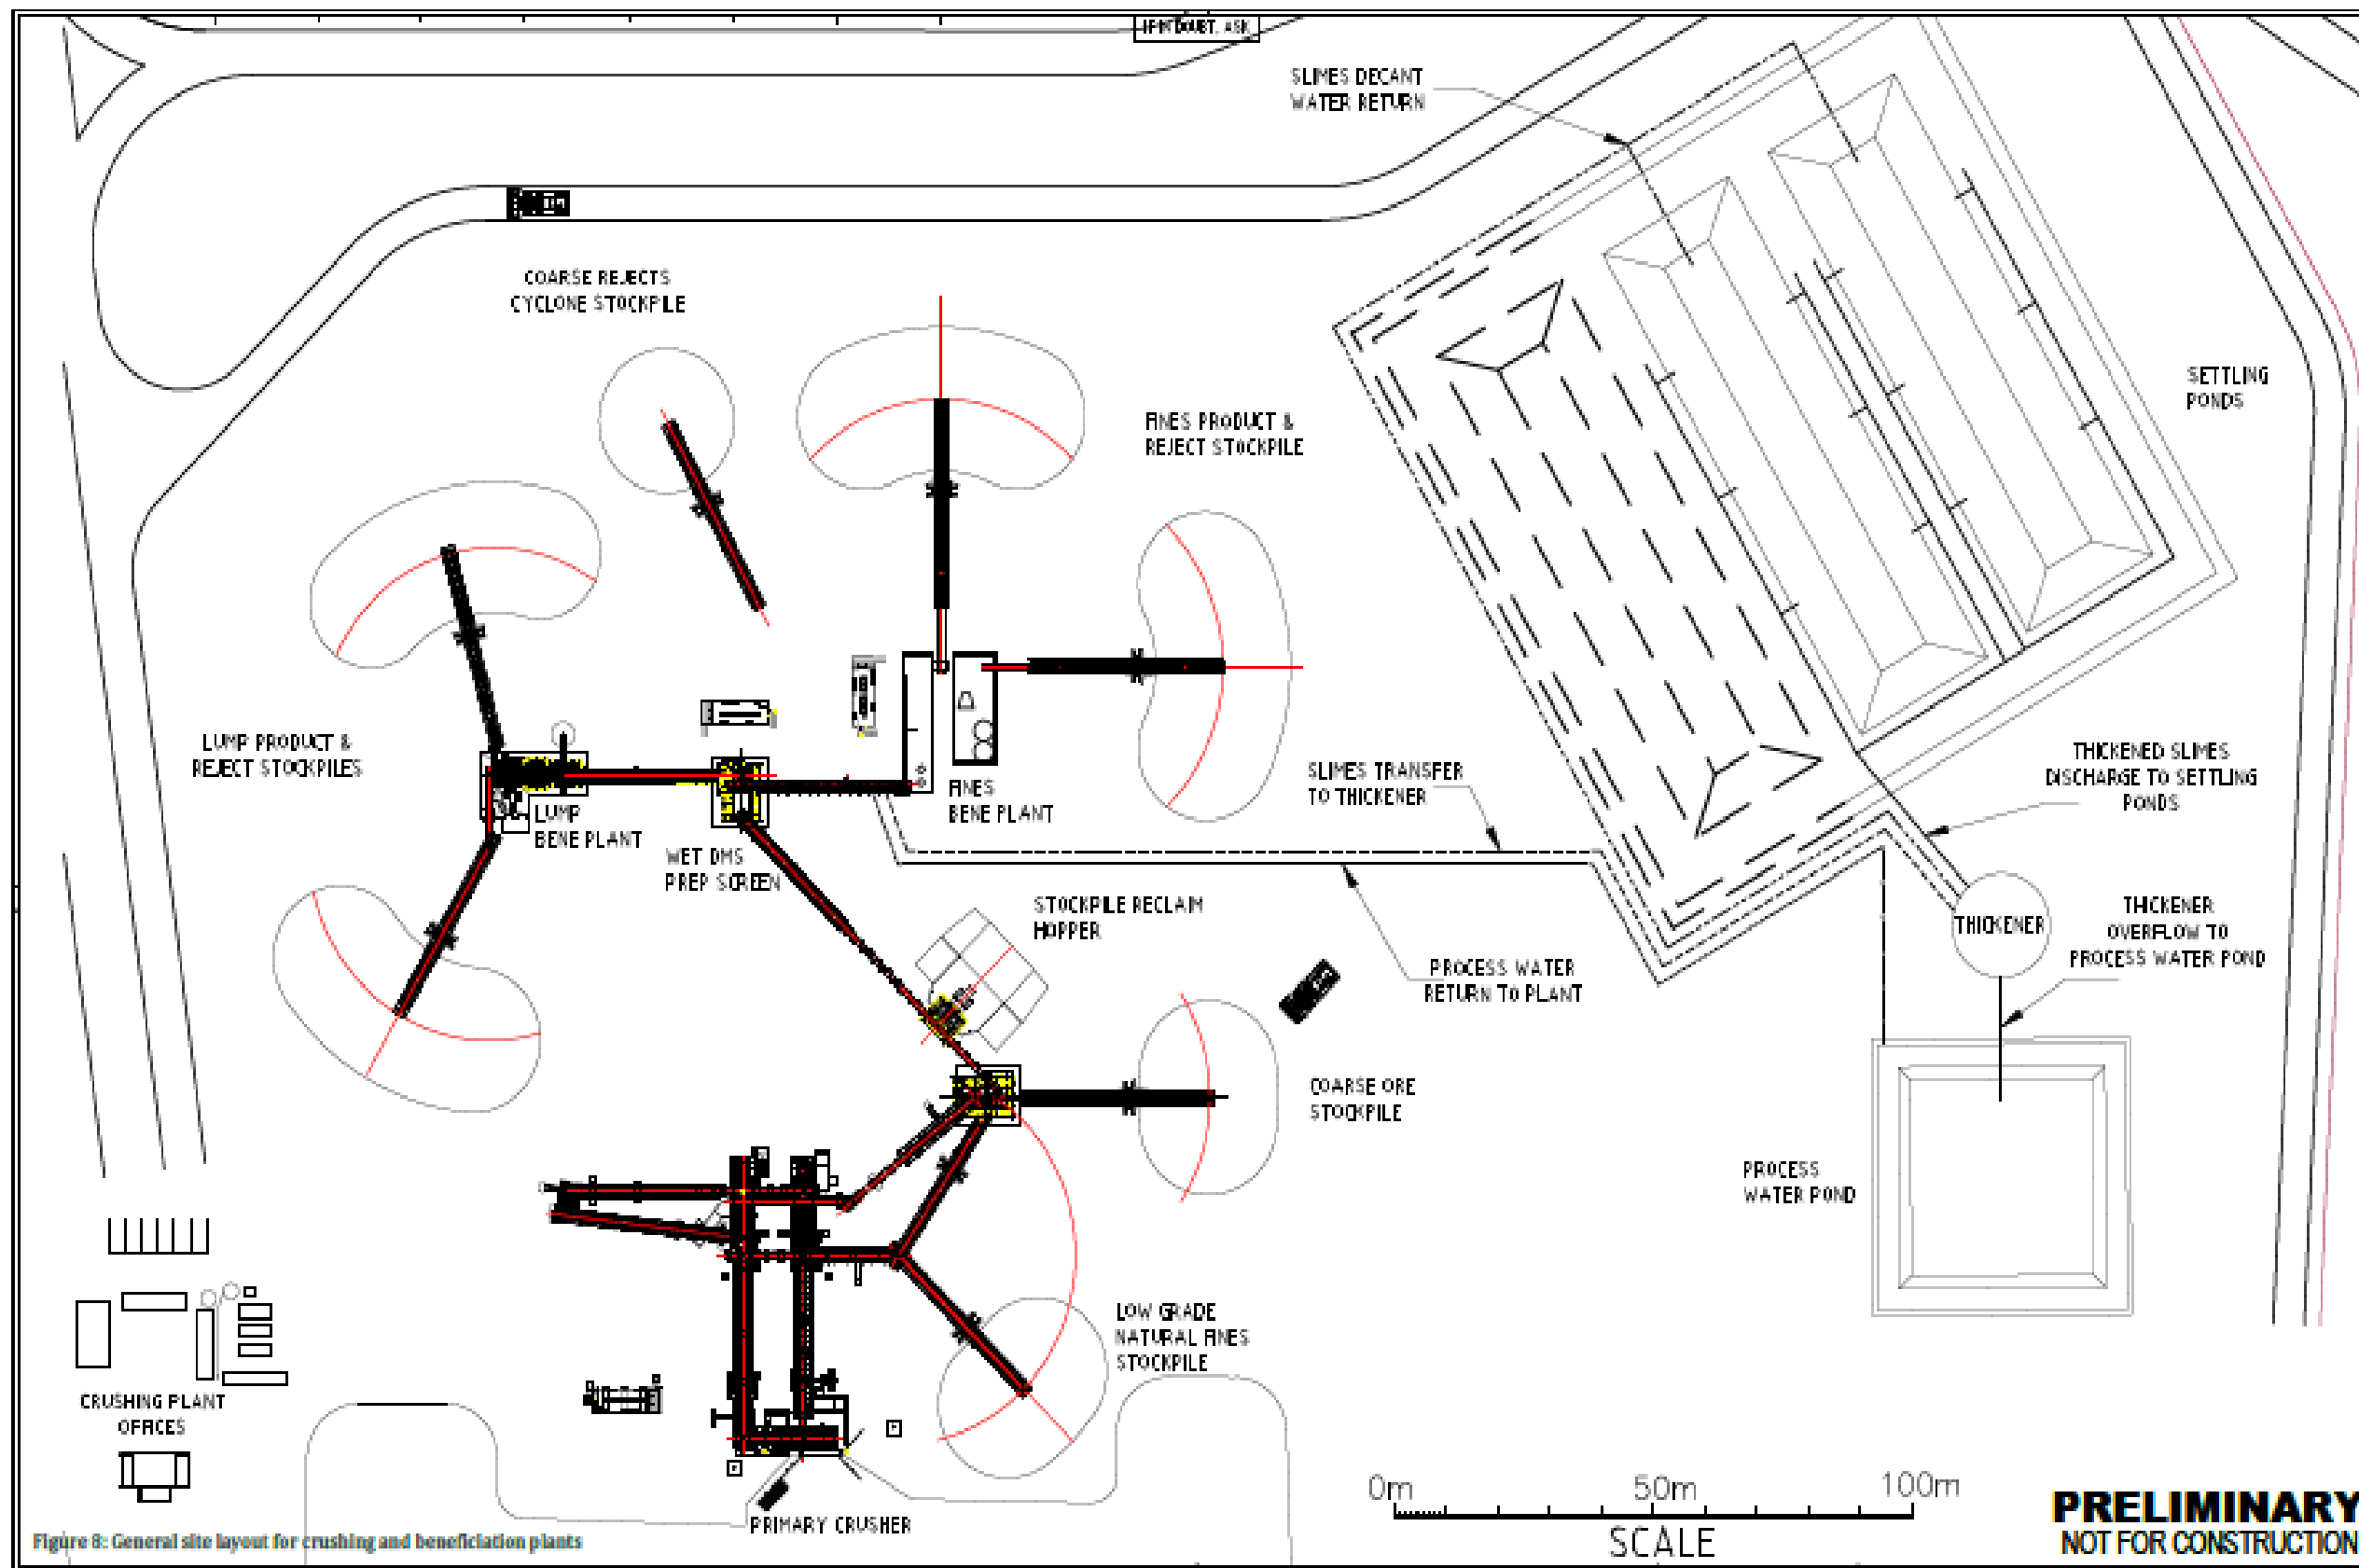 IF IN DOUBT, ASK
SLIMES DECANT
WATER RETURN
COARSE REJECTS
CYCLONE STOCKPILE
FINES PRODUCT &
REJECT STOCKPILE
SETTLING
PONDS
LUMP PRODUCT &
REJECT STOCKPILES
LUMP
BENE PLANT
WET DMS
PREP SCREEN
FINES
BENE PLANT
SLIMES TRANSFER
TO THICKENER
THICKENED SLIMES
DISCHARGE TO SETTLING
PONDS
STOCKPILE RECLAIM
HOPPER
PROCESS WATER
RETURN TO PLANT
THICKENER
THICKENER
OVERFLOW TO
PROCESS WATER POND
COARSE ORE
STOCKPILE
PROCESS
WATER POND
LOW GRADE
NATURAL FINES
STOCKPILE
CRUSHING PLANT
OFFICES
PRIMARY CRUSHER
0m 50m 100m
SCALE
PRELIMINARY
NOT FOR CONSTRUCTION
Figure 8: General site layout for crushing and beneficiation plants